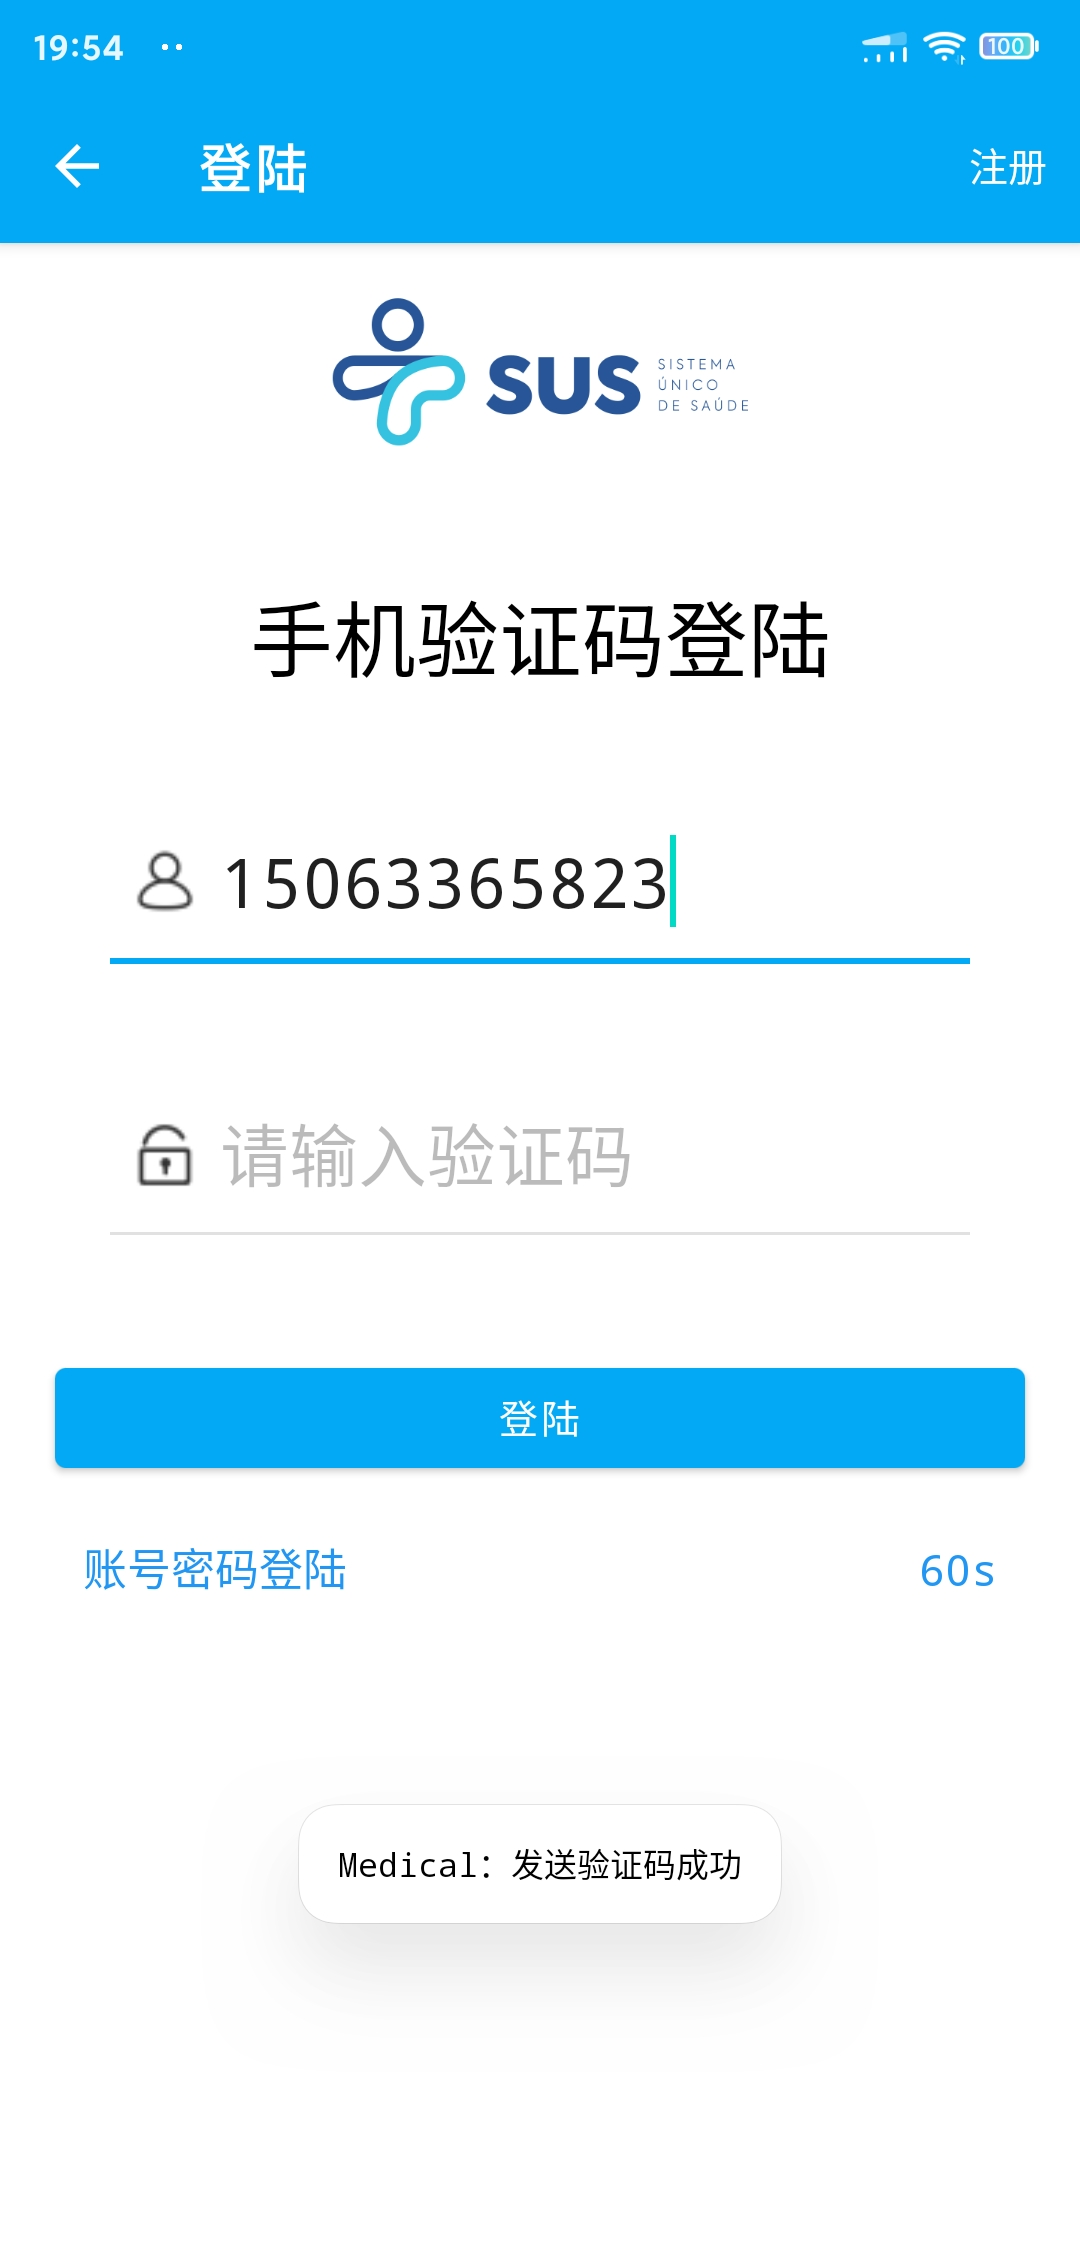 19:54
100
登陆
注册
SUS
SISTEMA
ÚNICO
DE SAÚDE
手机验证码登陆
15063365823
请输入验证码
登陆
账号密码登陆
60s
Medical：发送验证码成功